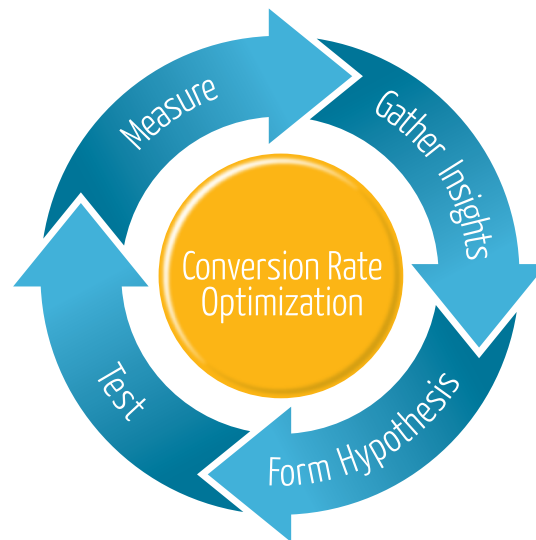 Measure
Gather Insights
Conversion Rate
Optimization
Test
Form Hypothesis